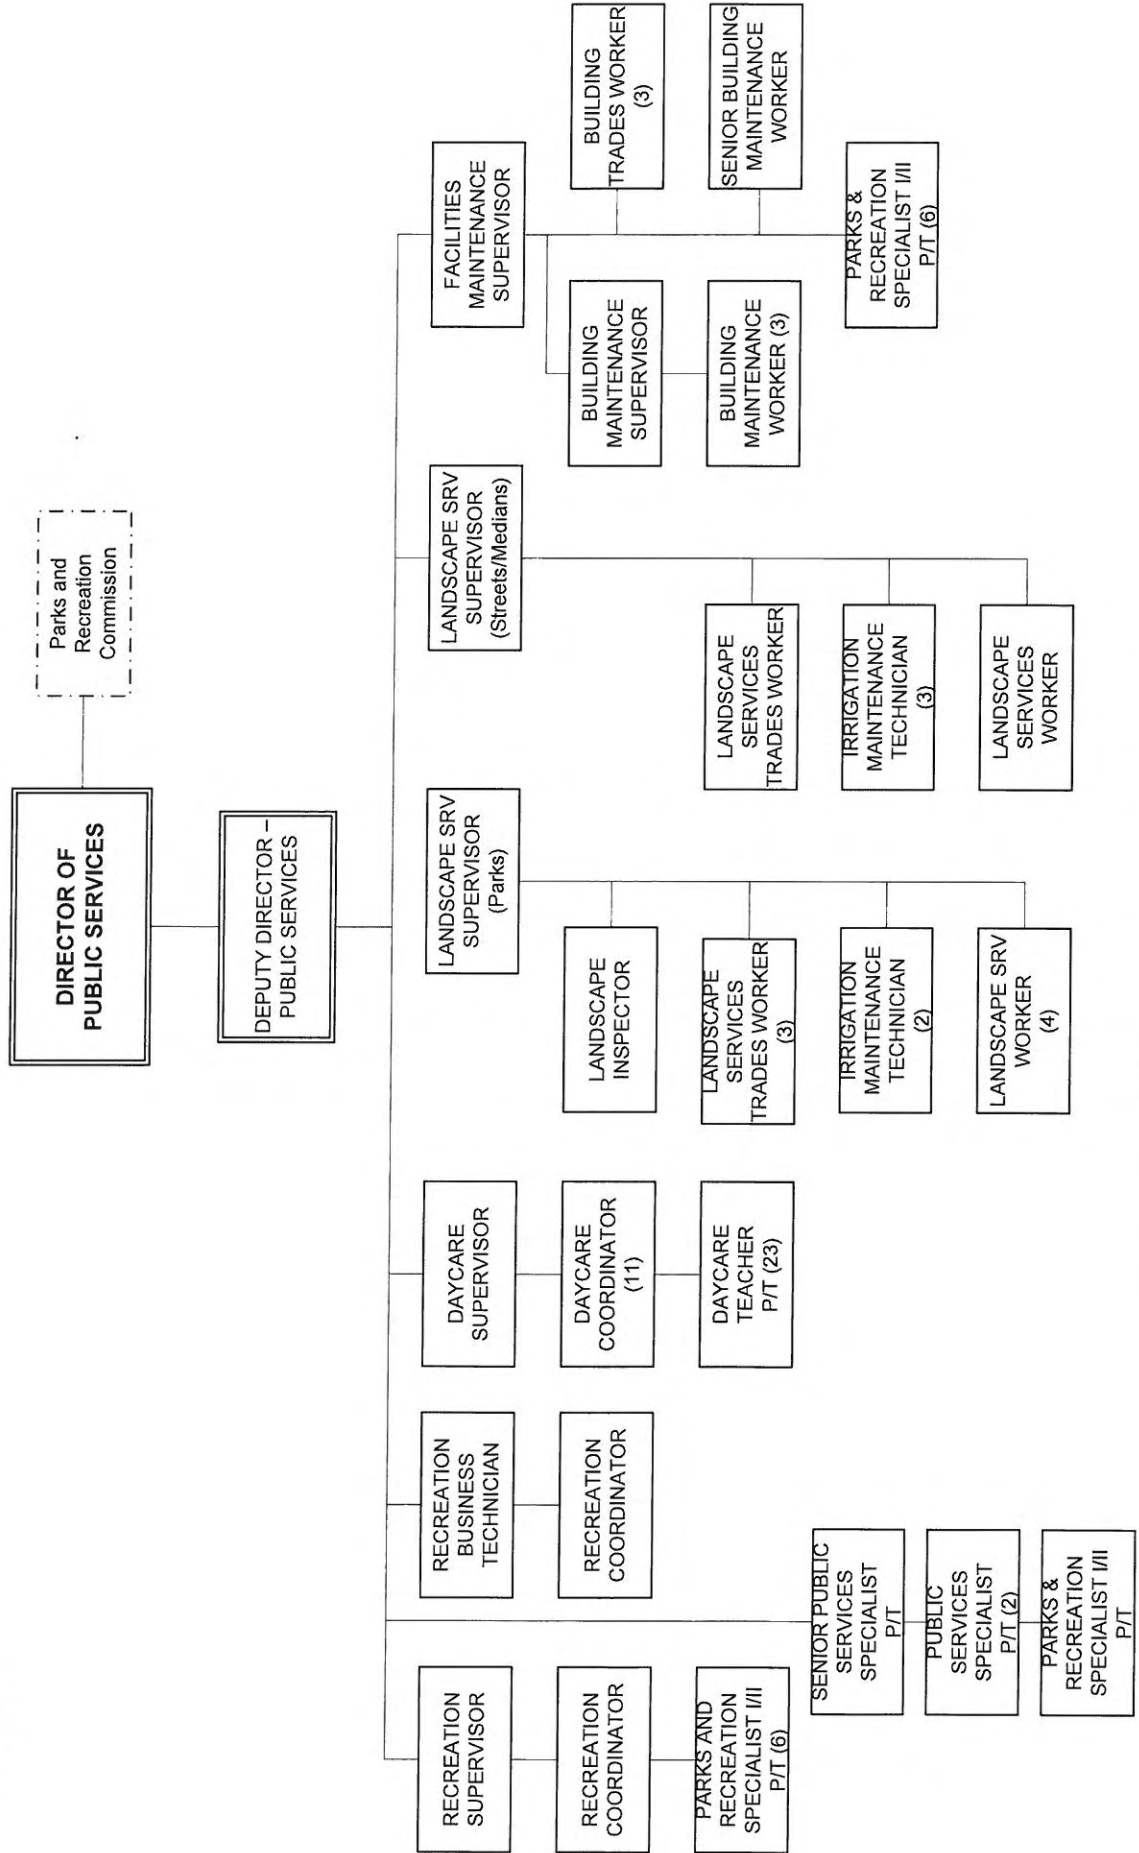 Parks and
Recreation
Commission
DIRECTOR OF
PUBLIC SERVICES
DEPUTY DIRECTOR –
PUBLIC SERVICES
RECREATION
SUPERVISOR
RECREATION
COORDINATOR
PARKS AND
RECREATION
SPECIALIST I/II
P/T (6)
SENIOR PUBLIC
SERVICES
SPECIALIST
P/T
PUBLIC
SERVICES
SPECIALIST
P/T (2)
PARKS &
RECREATION
SPECIALIST I/II
P/T
RECREATION
BUSINESS
TECHNICIAN
RECREATION
COORDINATOR
DAYCARE
SUPERVISOR
DAYCARE
COORDINATOR
(11)
DAYCARE
TEACHER
P/T (23)
LANDSCAPE SRV
SUPERVISOR
(Parks)
LANDSCAPE
INSPECTOR
LANDSCAPE
SERVICES
TRADES WORKER
(3)
IRRIGATION
MAINTENANCE
TECHNICIAN
(2)
LANDSCAPE SRV
WORKER
(4)
LANDSCAPE SRV
SUPERVISOR
(Streets/Medians)
LANDSCAPE
SERVICES
TRADES WORKER
IRRIGATION
MAINTENANCE
TECHNICIAN
(3)
LANDSCAPE
SERVICES
WORKER
FACILITIES
MAINTENANCE
SUPERVISOR
BUILDING
MAINTENANCE
SUPERVISOR
BUILDING
MAINTENANCE
WORKER (3)
BUILDING
TRADES WORKER
(3)
SENIOR BUILDING
MAINTENANCE
WORKER
PARKS &
RECREATION
SPECIALIST I/II
P/T (6)